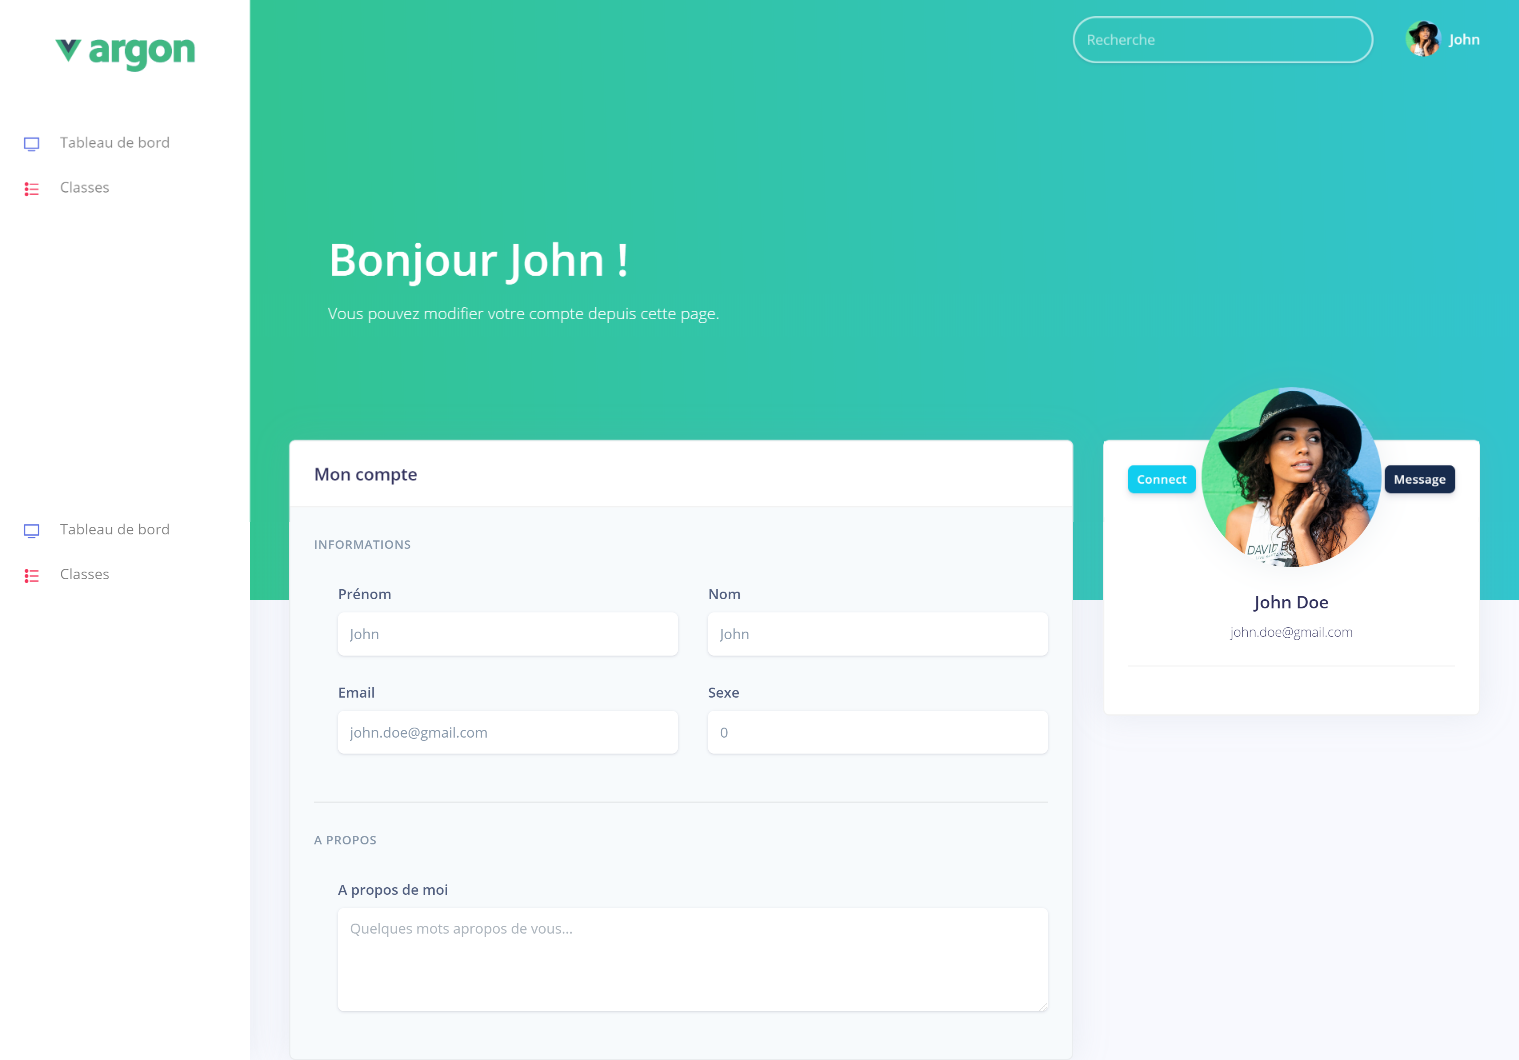 argon
Recherche
John
Tableau de bord
Classes
Bonjour John !
Vous pouvez modifier votre compte depuis cette page.
Tableau de bord
Classes
Mon compte
INFORMATIONS
Prénom
Nom
John
John
Email
Sexe
john.doe@gmail.com
0
A PROPOS
A propos de moi
Quelques mots apropos de vous...
Connect
Message
DAVID
John Doe
john.doe@gmail.com